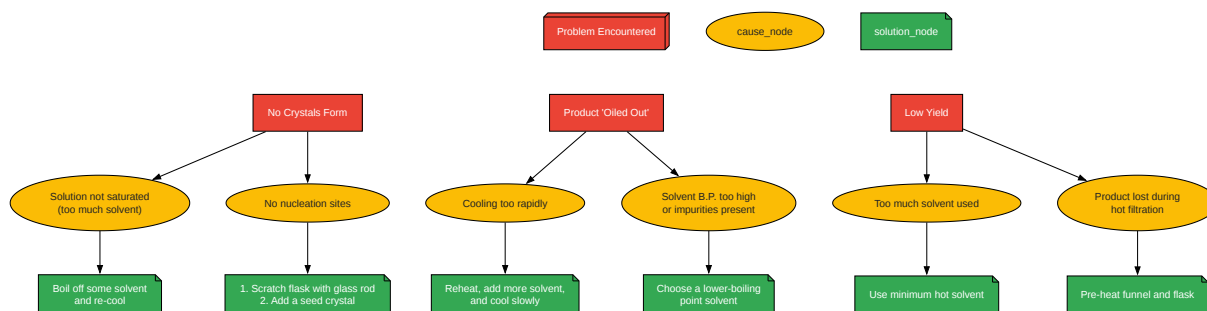 Problem Encountered
cause_node
solution_node
No Crystals Form
Product 'Oiled Out'
Low Yield
Solution not saturated
(too much solvent)
No nucleation sites
Cooling too rapidly
Solvent B.P. too high
or impurities present
Too much solvent used
Product lost during
hot filtration
Boil off some solvent
and re-cool
1. Scratch flask with glass rod
2. Add a seed crystal
Reheat, add more solvent,
and cool slowly
Choose a lower-boiling
point solvent
Use minimum hot solvent
Pre-heat funnel and flask